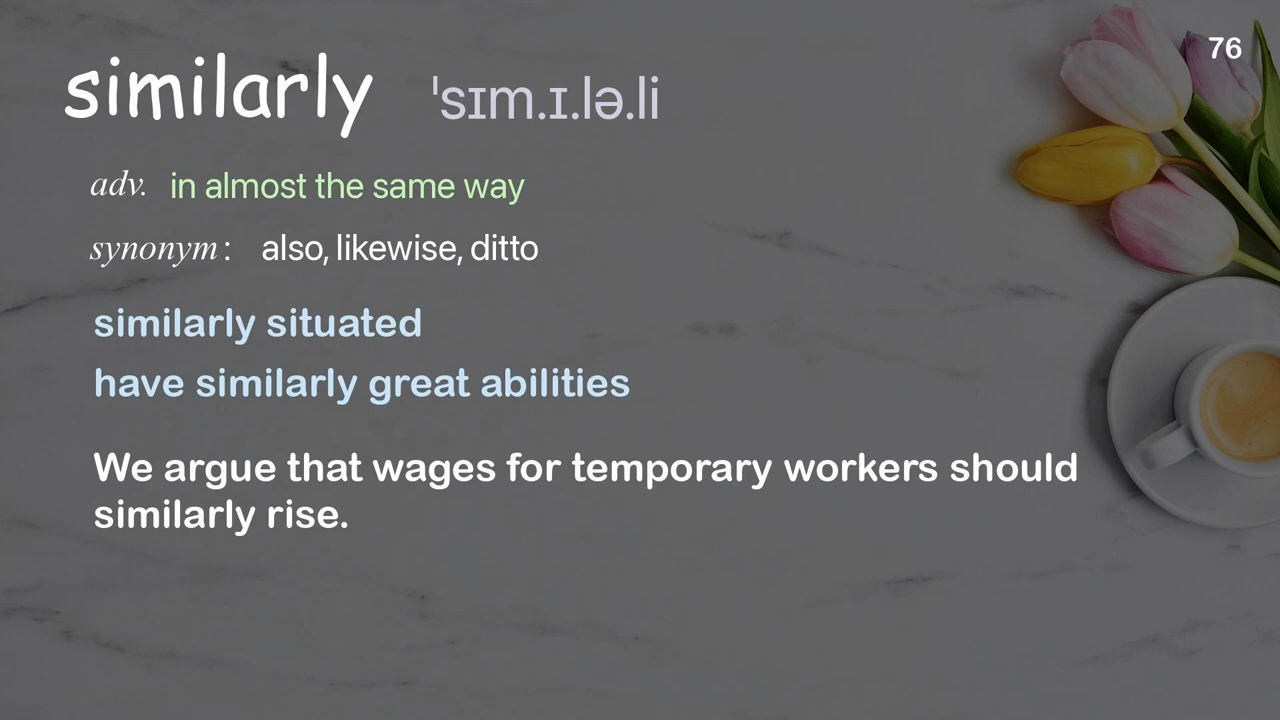 76
similarly ˈsɪm.ɪ.lə.li
adv. in almost the same way
synonym: also, likewise, ditto
similarly situated
have similarly great abilities
We argue that wages for temporary workers should
similarly rise.